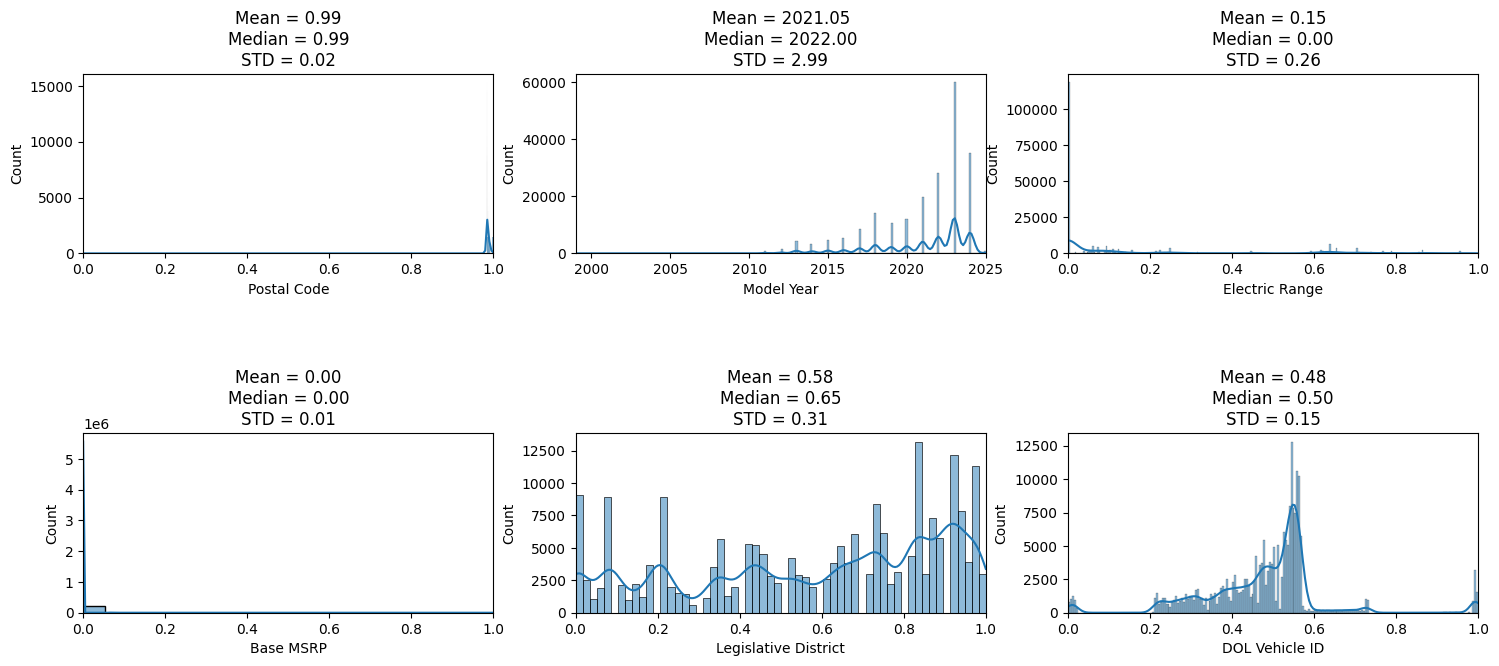 Mean = 0.99
Median = 0.99
STD = 0.02
15000
10000
5000
0
Count
0.0 0.2 0.4 0.6 0.8 1.0
Postal Code
Mean = 2021.05
Median = 2022.00
STD = 2.99
60000
40000
20000
0
Count
2000 2005 2010 2015 2020 2025
Model Year
Mean = 0.15
Median = 0.00
STD = 0.26
100000
75000
50000
25000
0
Count
0.0 0.2 0.4 0.6 0.8 1.0
Electric Range
Mean = 0.00
Median = 0.00
STD = 0.01
1e6
5
4
3
2
1
0
Count
0.0 0.2 0.4 0.6 0.8 1.0
Base MSRP
Mean = 0.58
Median = 0.65
STD = 0.31
12500
10000
7500
5000
2500
0
Count
0.0 0.2 0.4 0.6 0.8 1.0
Legislative District
Mean = 0.48
Median = 0.50
STD = 0.15
12500
10000
7500
5000
2500
0
Count
0.0 0.2 0.4 0.6 0.8 1.0
DOL Vehicle ID